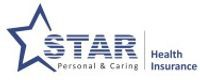 STAR
Personal & Caring
Health
Insurance